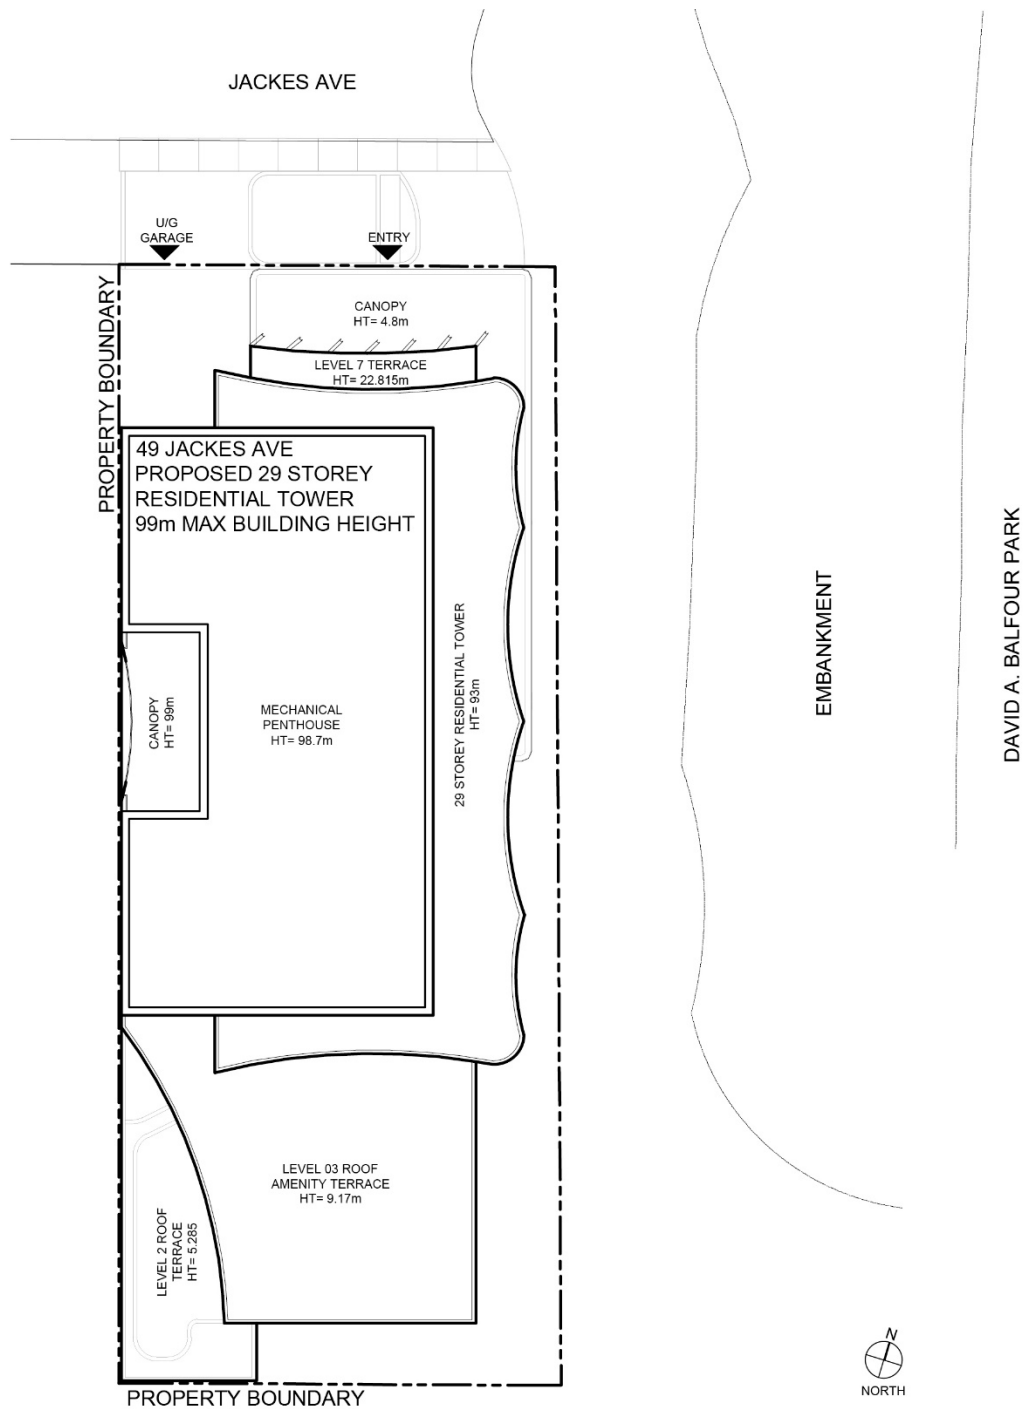 JACKES AVE
U/G
GARAGE
ENTRY
PROPERTY BOUNDARY
CANOPY
HT= 4.8m
LEVEL 7 TERRACE
HT= 22.815m
49 JACKES AVE
PROPOSED 29 STOREY
RESIDENTIAL TOWER
99m MAX BUILDING HEIGHT
CANOPY
HT= 99m
MECHANICAL
PENTHOUSE
HT= 98.7m
29 STOREY RESIDENTIAL TOWER
HT= 93m
EMBANKMENT
DAVID A. BALFOUR PARK
LEVEL 03 ROOF
AMENITY TERRACE
HT= 9.17m
LEVEL 2 ROOF
TERRACE
HT= 5.285
PROPERTY BOUNDARY
N
NORTH